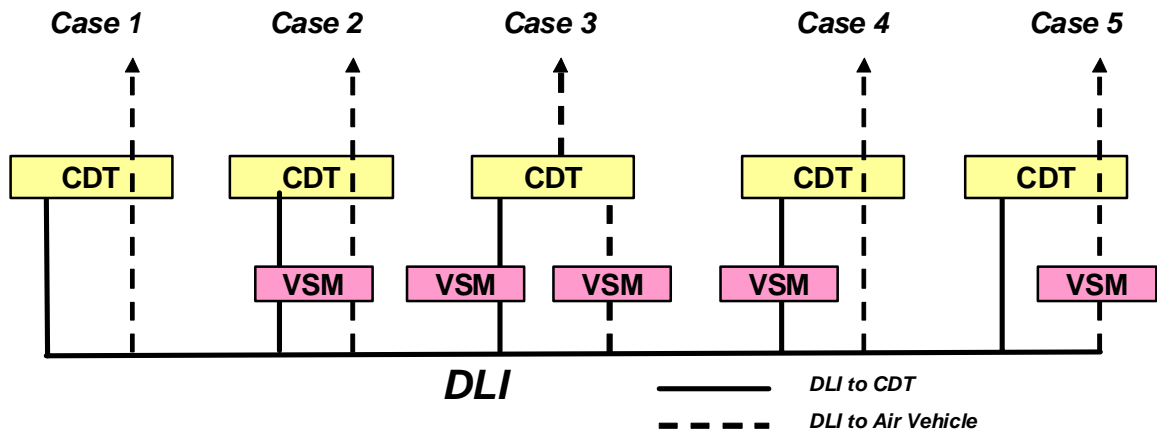 Case 1 Case 2 Case 3 Case 4 Case 5
CDT CDT CDT CDT CDT
VSM VSM VSM VSM VSM
DLI
DLI to CDT
DLI to Air Vehicle